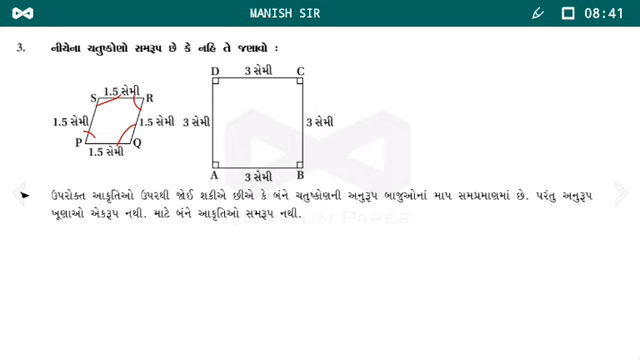 MANISH SIR
08:41
3. નીચેના ચતુષ્કોણો સમરૂપ છે કે નહિ તે જણાવો :
D 3 સેમી C
1.5 સેમી
S R
1.5 સેમી 1.5 સેમી 3 સેમી 3 સેમી
P Q
1.5 સેમી
3 સેમી
A B
ઉપરોક્ત આકૃતિઓ ઉપરથી જોઈ શકીએ છીએ કે બંને ચતુષ્કોણની અનુરૂપ બાજુઓનાં માપ સમપ્રમાણમાં છે. પરંતુ અનુરૂપ
ખૂણાઓ એકરૂપ નથી. માટે બંને આકૃતિઓ સમરૂપ નથી.